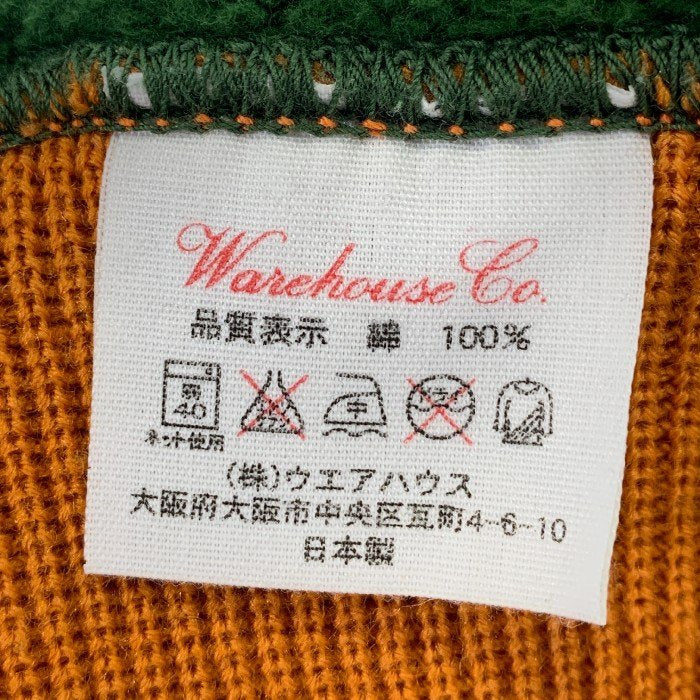 Warehouse Co.
品質表示 綿 100%
弱 40 中
ネット使用
(株)ウエアハウス
大阪府大阪市中央区瓦町4-6-10
日本製